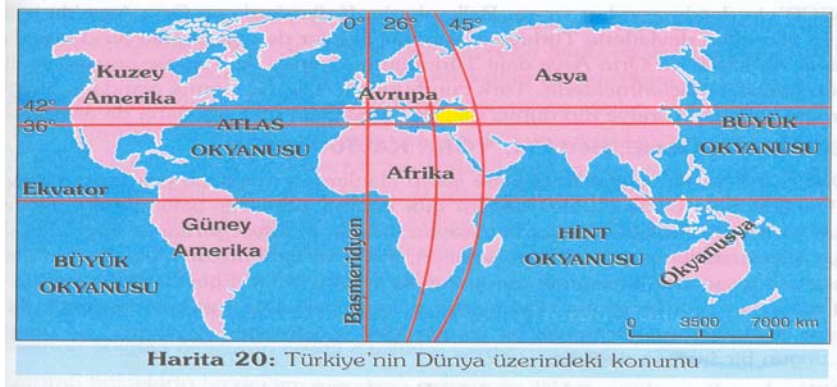 0° 26° 45°
Kuzey
Amerika
Avrupa
Asya
42°
36°
ATLAS
OKYANUSU
BÜYÜK
OKYANUSU
Afrika
Ekvator
Güney
Amerika
Başmeridyen
HİNT
OKYANUSU
Okyanusya
BÜYÜK
OKYANUSU
0 3500 7000 km
Harita 20: Türkiye'nin Dünya üzerindeki konumu